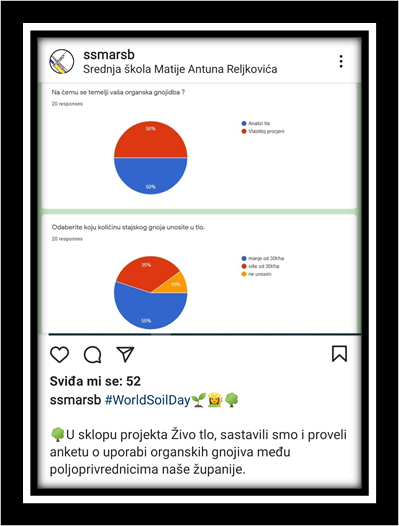 ssmarsb
Srednja škola Matije Antuna Reljkovića
Na čemu se temelji vaša organska gnojidba ?
20 responses
50%
50%
Analizi tla
Vlastitoj procjeni
Odaberite koju količinu stajskog gnoja unosite u tlo.
20 responses
35%
10%
55%
manje od 30t/ha
više od 30t/ha
ne unosim
Sviđa mi se: 52
ssmarsb #WorldSoilDay
U sklopu projekta Živo tlo, sastavili smo i proveli
anketu o uporabi organskih gnojiva među
poljoprivrednicima naše županije.